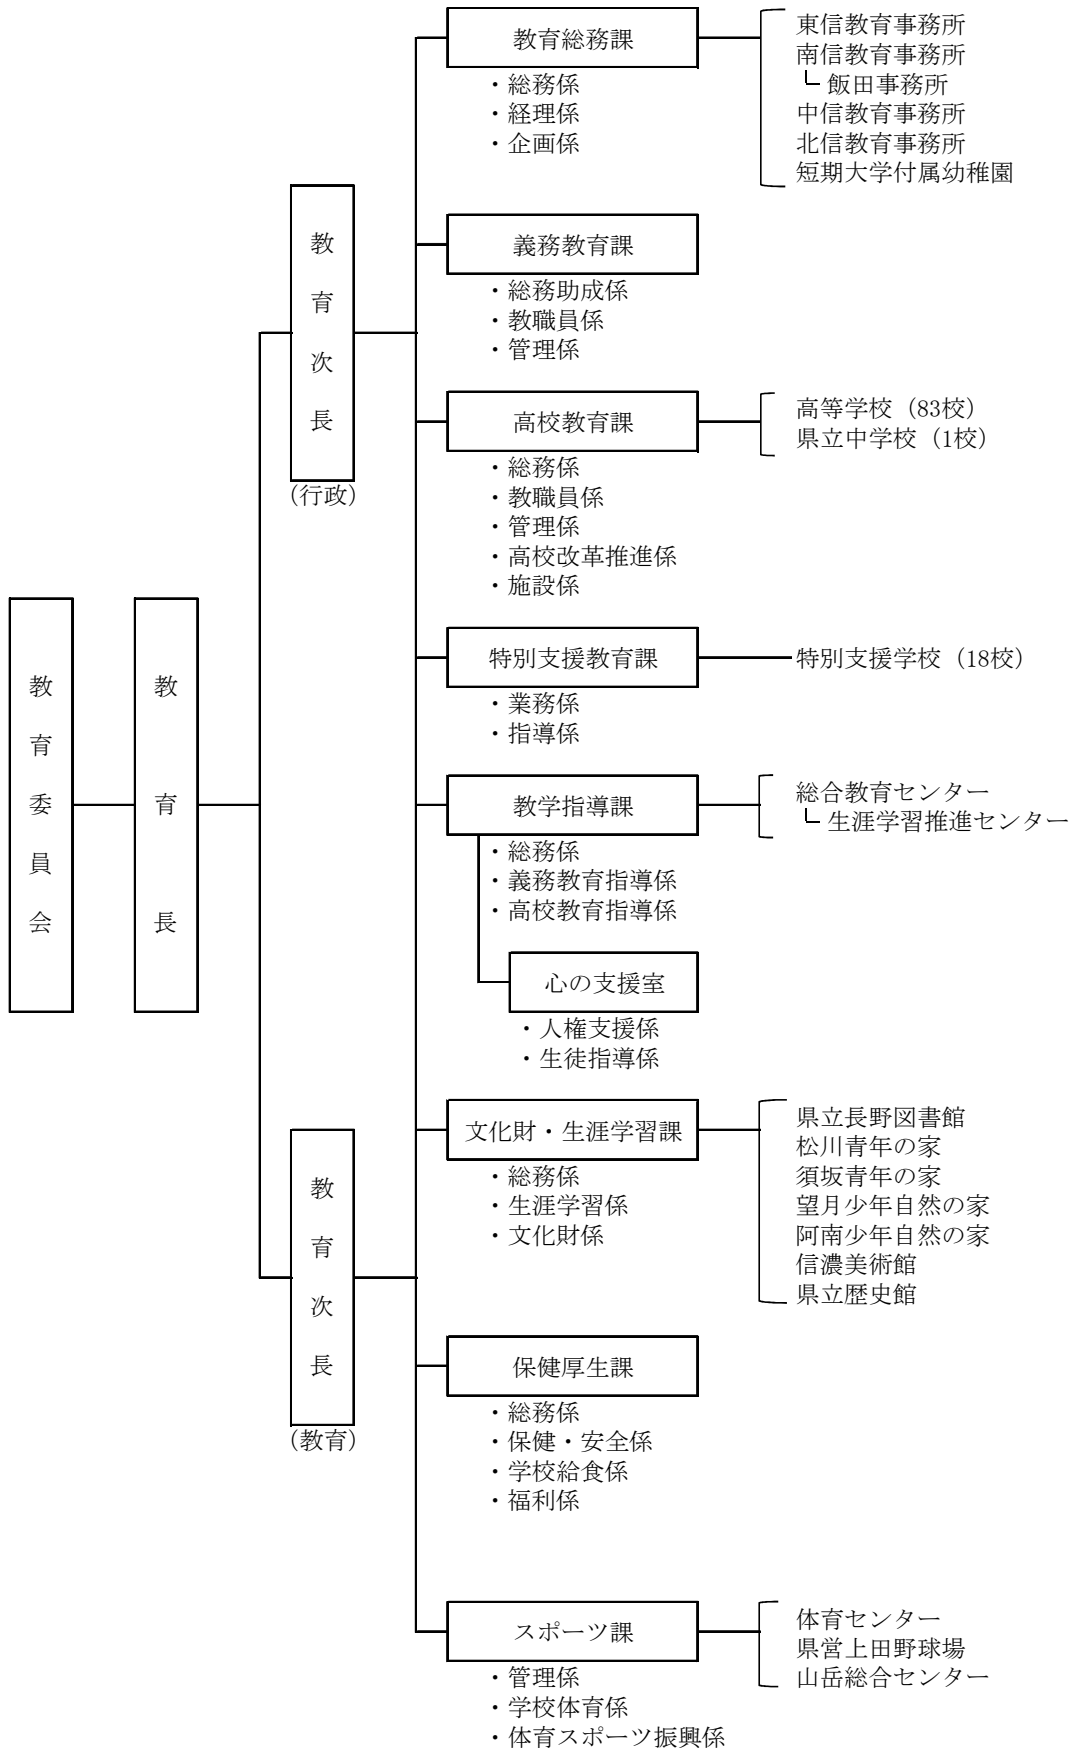 教育委員会
教育長
教育次長
(行政)
教育次長
(教育)
教育総務課
・総務係
・経理係
・企画係
東信教育事務所
南信教育事務所
飯田事務所
中信教育事務所
北信教育事務所
短期大学付属幼稚園
義務教育課
・総務助成係
・教職員係
・管理係
高校教育課
・総務係
・教職員係
・管理係
・高校改革推進係
・施設係
高等学校（83校）
県立中学校（1校）
特別支援教育課
・業務係
・指導係
特別支援学校（18校）
教学指導課
・総務係
・義務教育指導係
・高校教育指導係
総合教育センター
生涯学習推進センター
心の支援室
・人権支援係
・生徒指導係
文化財・生涯学習課
・総務係
・生涯学習係
・文化財係
県立長野図書館
松川青年の家
須坂青年の家
望月少年自然の家
阿南少年自然の家
信濃美術館
県立歴史館
保健厚生課
・総務係
・保健・安全係
・学校給食係
・福利係
スポーツ課
・管理係
・学校体育係
・体育スポーツ振興係
体育センター
県営上田野球場
山岳総合センター